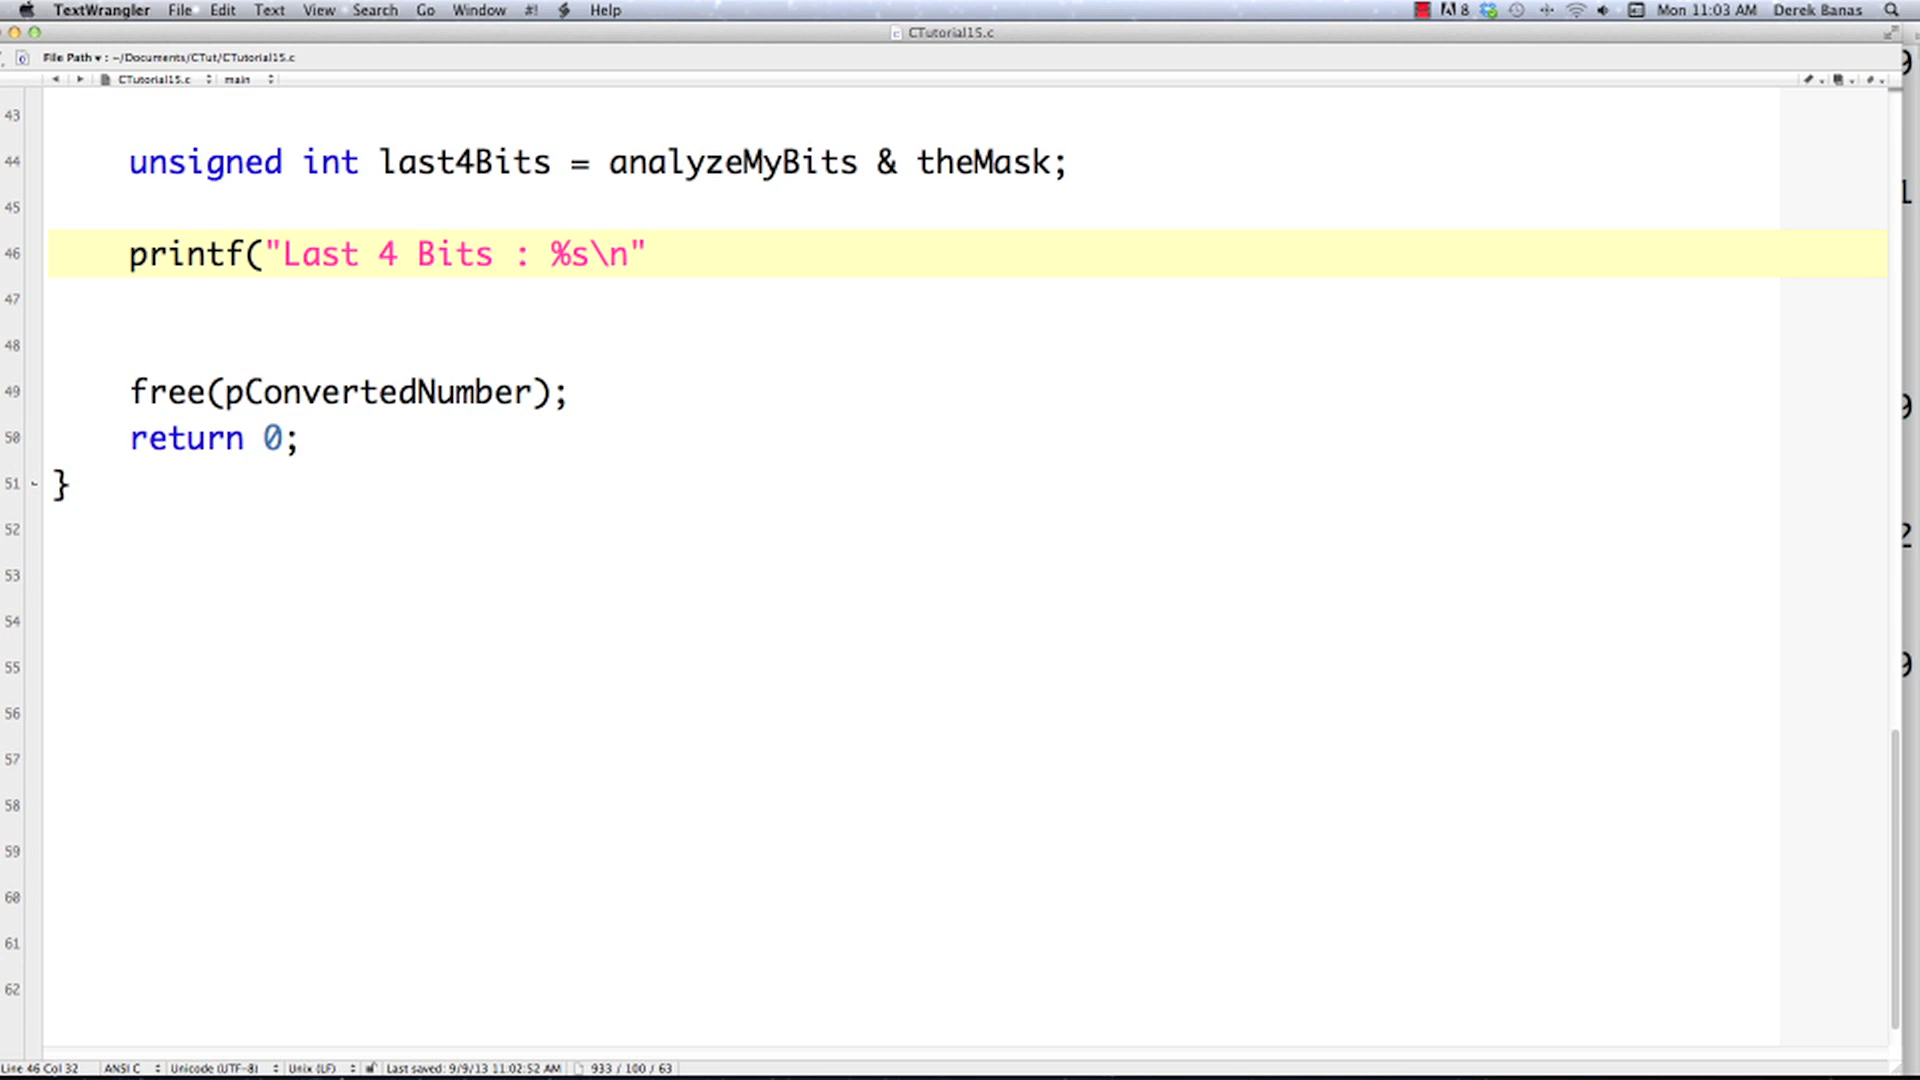 TextWrangler File Edit Text View Search Go Window #! Help 8 Mon 11:03 AM Derek Banas
CTutorial15.c
File Path ▾ : ~/Documents/CTut/CTutorial15.c
CTutorial15.c main
43
44 unsigned int last4Bits = analyzeMyBits & theMask;
45
46 printf("Last 4 Bits : %s\n"
47
48
49 free(pConvertedNumber);
50 return 0;
51 }
52
53
54
55
56
57
58
59
60
61
62
Line 46 Col 32 ANSI C Unicode (UTF-8) Unix (LF) Last saved: 9/9/13 11:02:52 AM 933 / 100 / 63